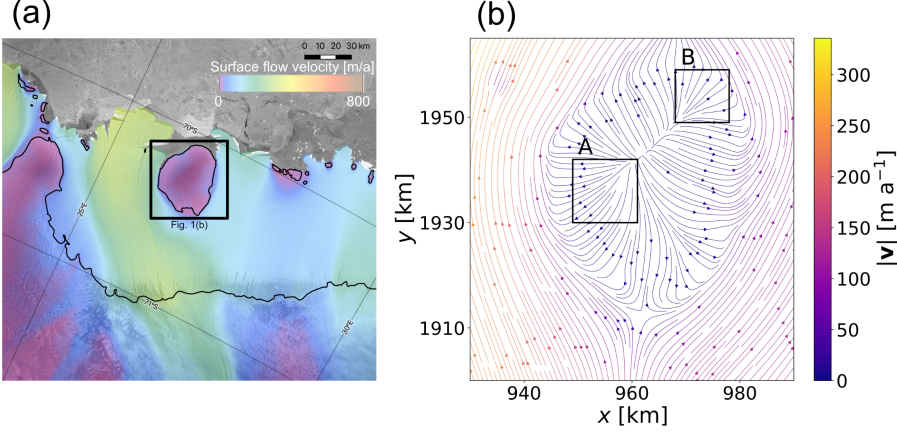 (a)
0 10 20 30 km
Surface flow velocity [m/a]
0 800
70°S
Fig. 1(b)
25°E
71°S
30°E
(b)
B
A
1950
1930
1910
y [km]
940 960 980
x [km]
300
250
200
150
100
50
0
|v| [m a⁻¹]